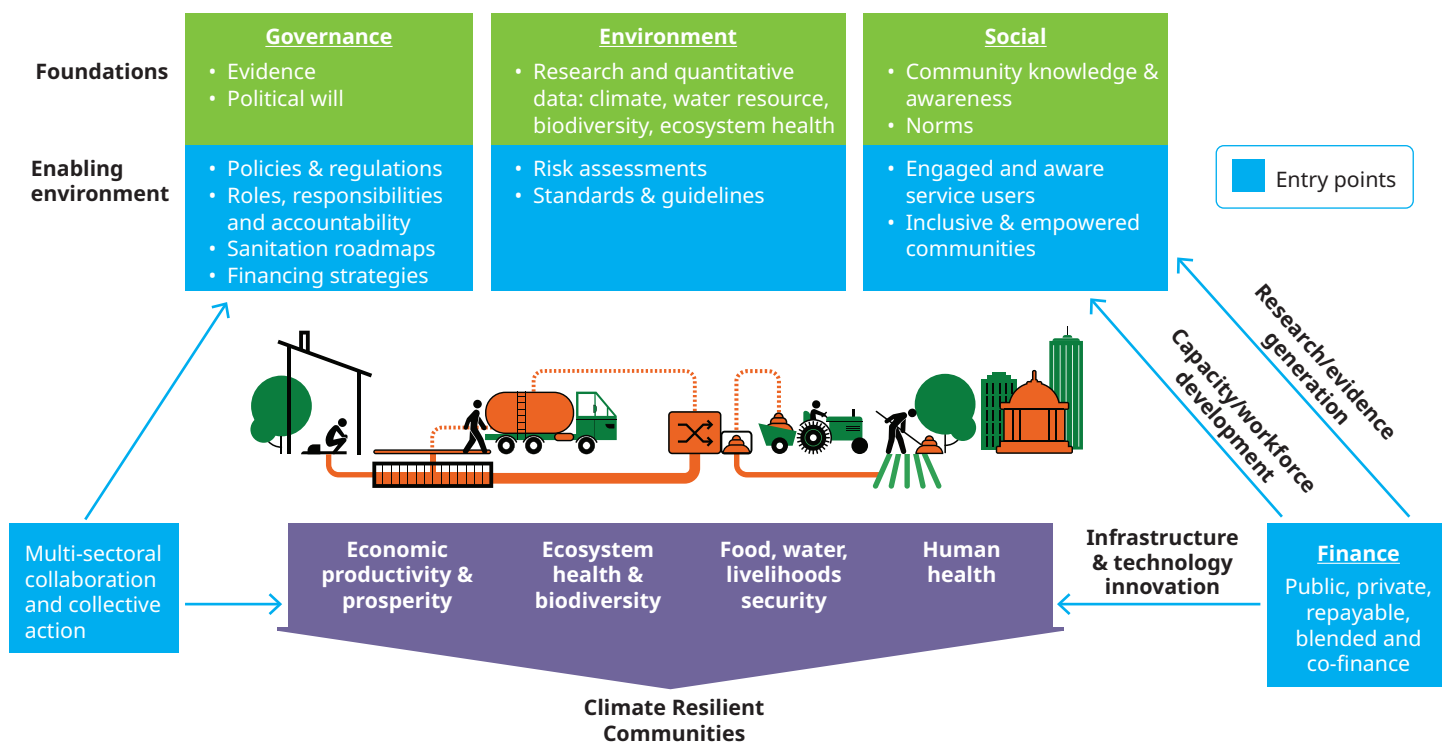 Foundations
Governance
• Evidence
• Political will
Environment
• Research and quantitative
data: climate, water resource,
biodiversity, ecosystem health
Social
• Community knowledge &
awareness
• Norms
Enabling
environment
• Policies & regulations
• Roles, responsibilities
and accountability
• Sanitation roadmaps
• Financing strategies
• Risk assessments
• Standards & guidelines
• Engaged and aware
service users
• Inclusive & empowered
communities
Entry points
Research/evidence
generation
Capacity/workforce
development
Multi-sectoral
collaboration
and collective
action
Economic
productivity &
prosperity
Ecosystem
health &
biodiversity
Food, water,
livelihoods
security
Human
health
Infrastructure
& technology
innovation
Finance
Public, private,
repayable,
blended and
co-finance
Climate Resilient
Communities